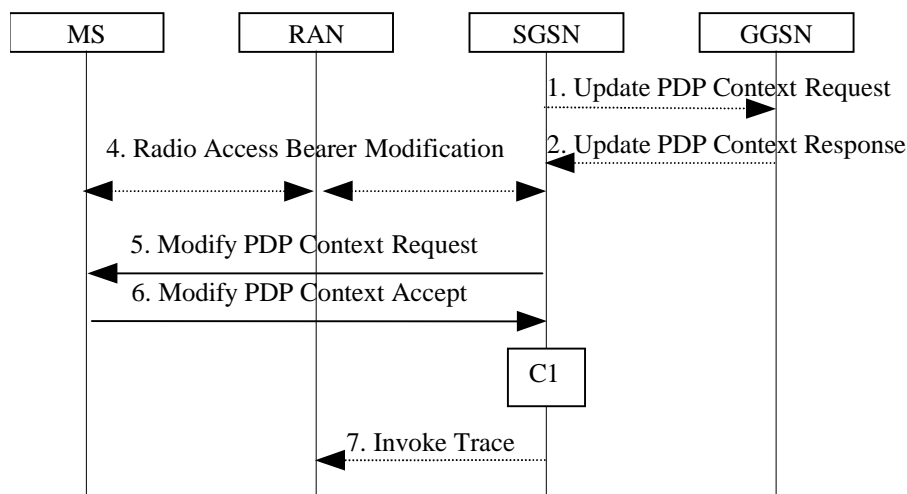 MS RAN SGSN GGSN
1. Update PDP Context Request
4. Radio Access Bearer Modification
2. Update PDP Context Response
5. Modify PDP Context Request
6. Modify PDP Context Accept
C1
7. Invoke Trace